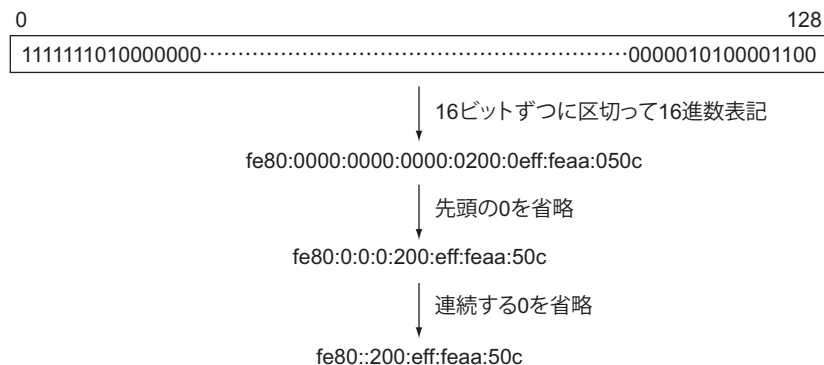 0 128
1111111010000000……………………………………………………0000010100001100
16ビットずつに区切って16進数表記
fe80:0000:0000:0000:0200:0eff:feaa:050c
先頭の0を省略
fe80:0:0:0:200:eff:feaa:50c
連続する0を省略
fe80::200:eff:feaa:50c